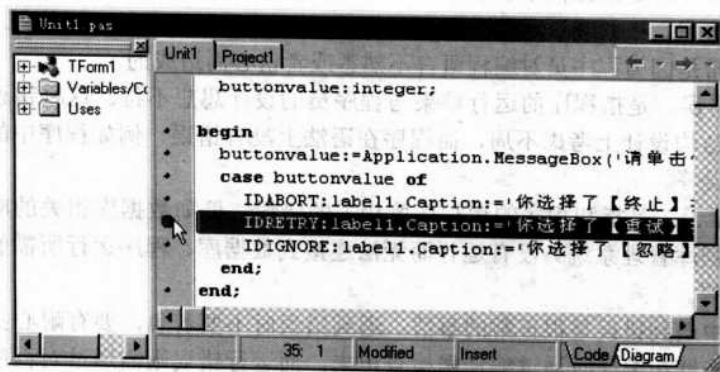 Unit1.pas
TForm1
Variables/Co
Uses
Unit1 Project1
buttonvalue:integer;
begin
buttonvalue:=Application.MessageBox('请单击
case buttonvalue of
IDABORT:label1.Caption:='你选择了【终止】
IDRETRY:label1.Caption:='你选择了【重试】
IDIGNORE:label1.Caption:='你选择了【忽略】
end;
end;
35: 1 Modified Insert Code Diagram